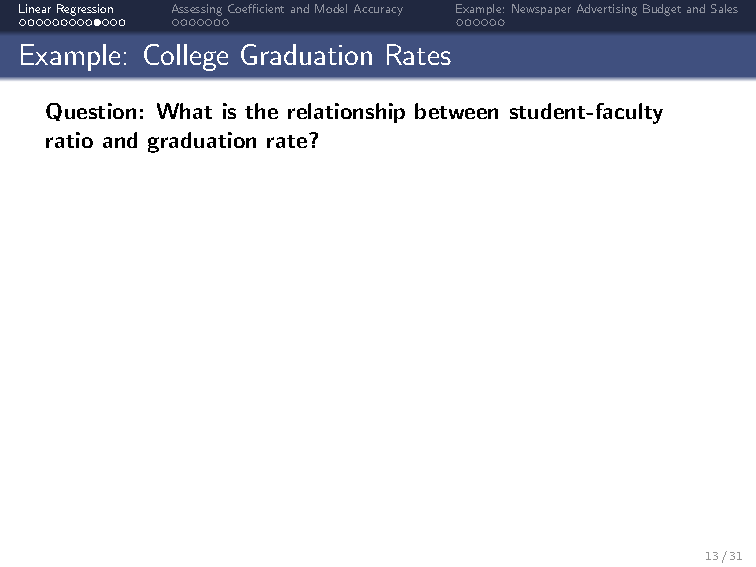 Linear Regression
Assessing Coefficient and Model Accuracy
Example: Newspaper Advertising Budget and Sales
Example: College Graduation Rates
Question: What is the relationship between student-faculty
ratio and graduation rate?
13 / 31